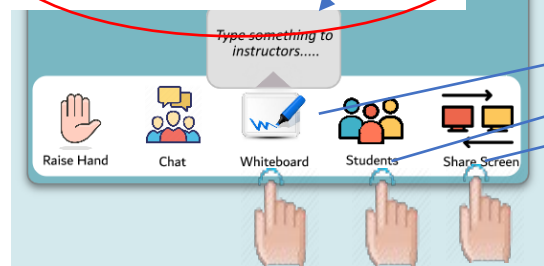 Type something to
instructors.....
Raise Hand
Chat
Whiteboard
Students
Share Screen